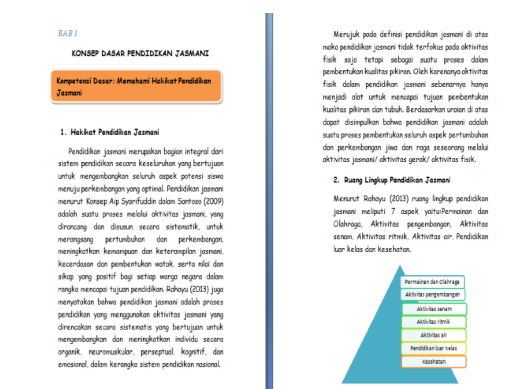 BAB I
KONSEP DASAR PENDIDIKAN JASMANI
Kompetensi Dasar: Memahami Hakikat Pendidikan
Jasmani
1. Hakikat Pendidikan Jasmani
Pendidikan jasmani merupakan bagian integral dari
sistem pendidikan secara keseluruhan yang bertujuan
untuk mengembangkan seluruh aspek potensi siswa
menuju perkembangan yang optimal. Pendidikan jasmani
menurut Konsep Aip Syarifuddin dalam Santoso (2009)
adalah suatu proses melalui aktivitas jasmani, yang
dirancang dan disusun secara sistematik, untuk
merangsang pertumbuhan dan perkembangan,
meningkatkan kemampuan dan keterampilan jasmani,
kecerdasan dan pembentukan watak, serta nilai dan
sikap yang positif bagi setiap warga negara dalam
rangka mencapai tujuan pendidikan. Rahayu (2013) juga
menyatakan bahwa pendidikan jasmani adalah proses
pendidikan yang menggunakan aktivitas jasmani yang
direncakan secara sistematis yang bertujuan untuk
mengembangkan dan meningkatkan individu secara
organik, neuromuskular, perseptual, kognitif, dan
emosional, dalam kerangka sistem pendidikan nasional.
Merujuk pada definisi pendidikan jasmani di atas
maka pendidikan jasmani tidak terfokus pada aktivitas
fisik saja tetapi sebagai suatu proses dalam
pembentukan kualitas pikiran. Oleh karenanya aktivitas
fisik dalam pendidikan jasmani sebenarnya hanya
menjadi alat untuk mencapai tujuan pembentukan
kualitas pikiran dan tubuh. Berdasarkan uraian di atas
dapat disimpulkan bahwa pendidikan jasmani adalah
suatu proses pembentukan seluruh aspek pertumbuhan
dan perkembangan jiwa dan raga seseorang melalui
aktivitas jasmani/ aktivitas gerak/ aktivitas fisik.
2. Ruang Lingkup Pendidikan Jasmani
Menurut Rahayu (2013) ruang lingkup pendidikan
jasmani meliputi 7 aspek yaitu:Permainan dan
Olahraga, Aktivitas pengembangan, Aktivitas
senam, Aktivitas ritmik, Aktivitas air, Pendidikan
luar kelas dan kesehatan.
Permainan dan Olahraga
Aktivitas pengembangan
Aktivitas senam
Aktivitas ritmik
Aktivitas air
Pendidikan luar kelas
Kesehatan